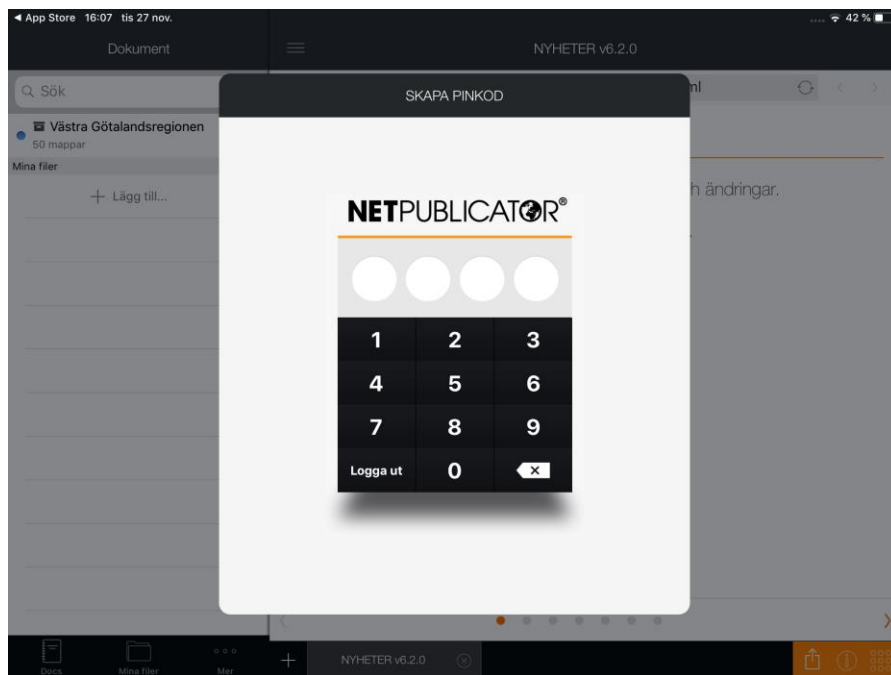 ◀ App Store 16:07 tis 27 nov. 42 %
Dokument
NYHETER v6.2.0
Sök
ml
SKAPA PINKOD
Västra Götalandsregionen
50 mappar
Mina filer
+ Lägg till...
h ändringar.
NETPUBLICATOR®
1 2 3
4 5 6
7 8 9
Logga ut 0
Docs Mina filer Mer
NYHETER v6.2.0